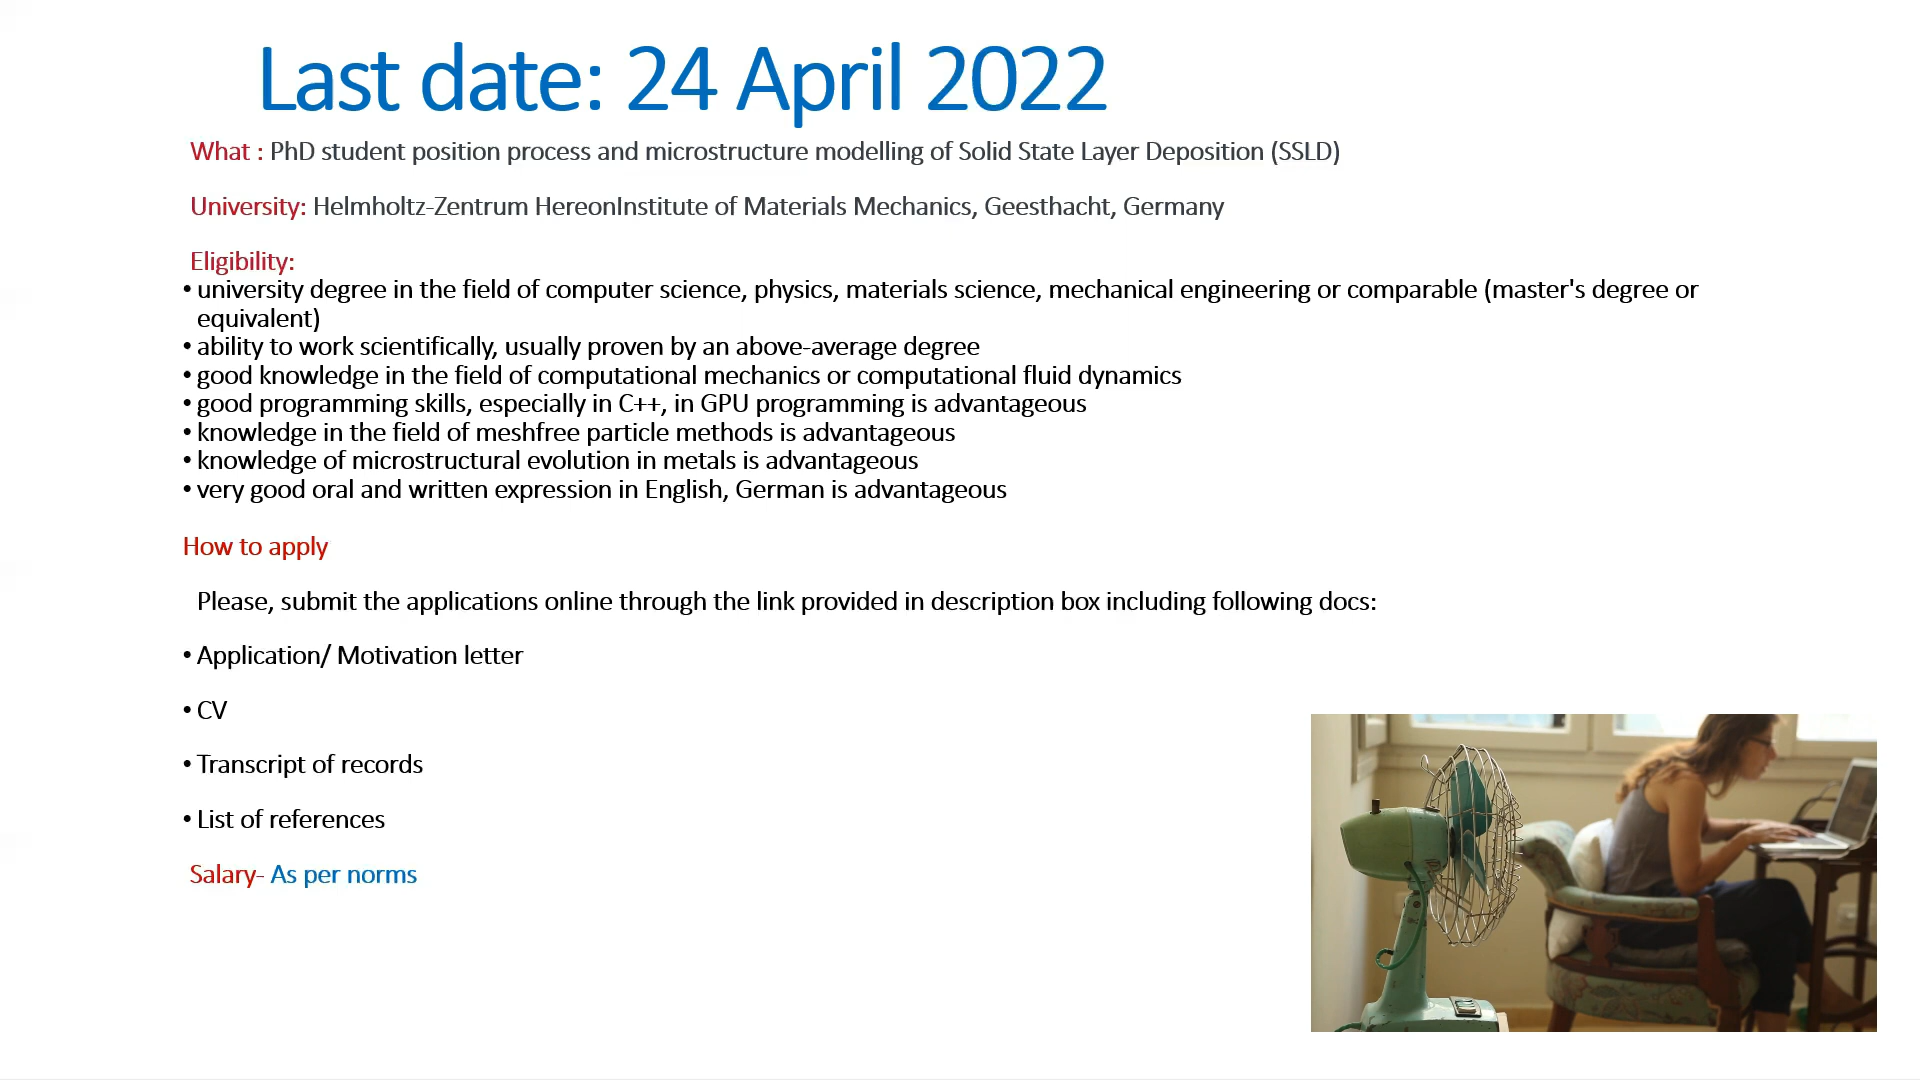 Last date: 24 April 2022
What : PhD student position process and microstructure modelling of Solid State Layer Deposition (SSLD)
University: Helmholtz-Zentrum HereonInstitute of Materials Mechanics, Geesthacht, Germany
Eligibility:
• university degree in the field of computer science, physics, materials science, mechanical engineering or comparable (master's degree or
equivalent)
• ability to work scientifically, usually proven by an above-average degree
• good knowledge in the field of computational mechanics or computational fluid dynamics
• good programming skills, especially in C++, in GPU programming is advantageous
• knowledge in the field of meshfree particle methods is advantageous
• knowledge of microstructural evolution in metals is advantageous
• very good oral and written expression in English, German is advantageous
How to apply
Please, submit the applications online through the link provided in description box including following docs:
• Application/ Motivation letter
• CV
• Transcript of records
• List of references
Salary- As per norms